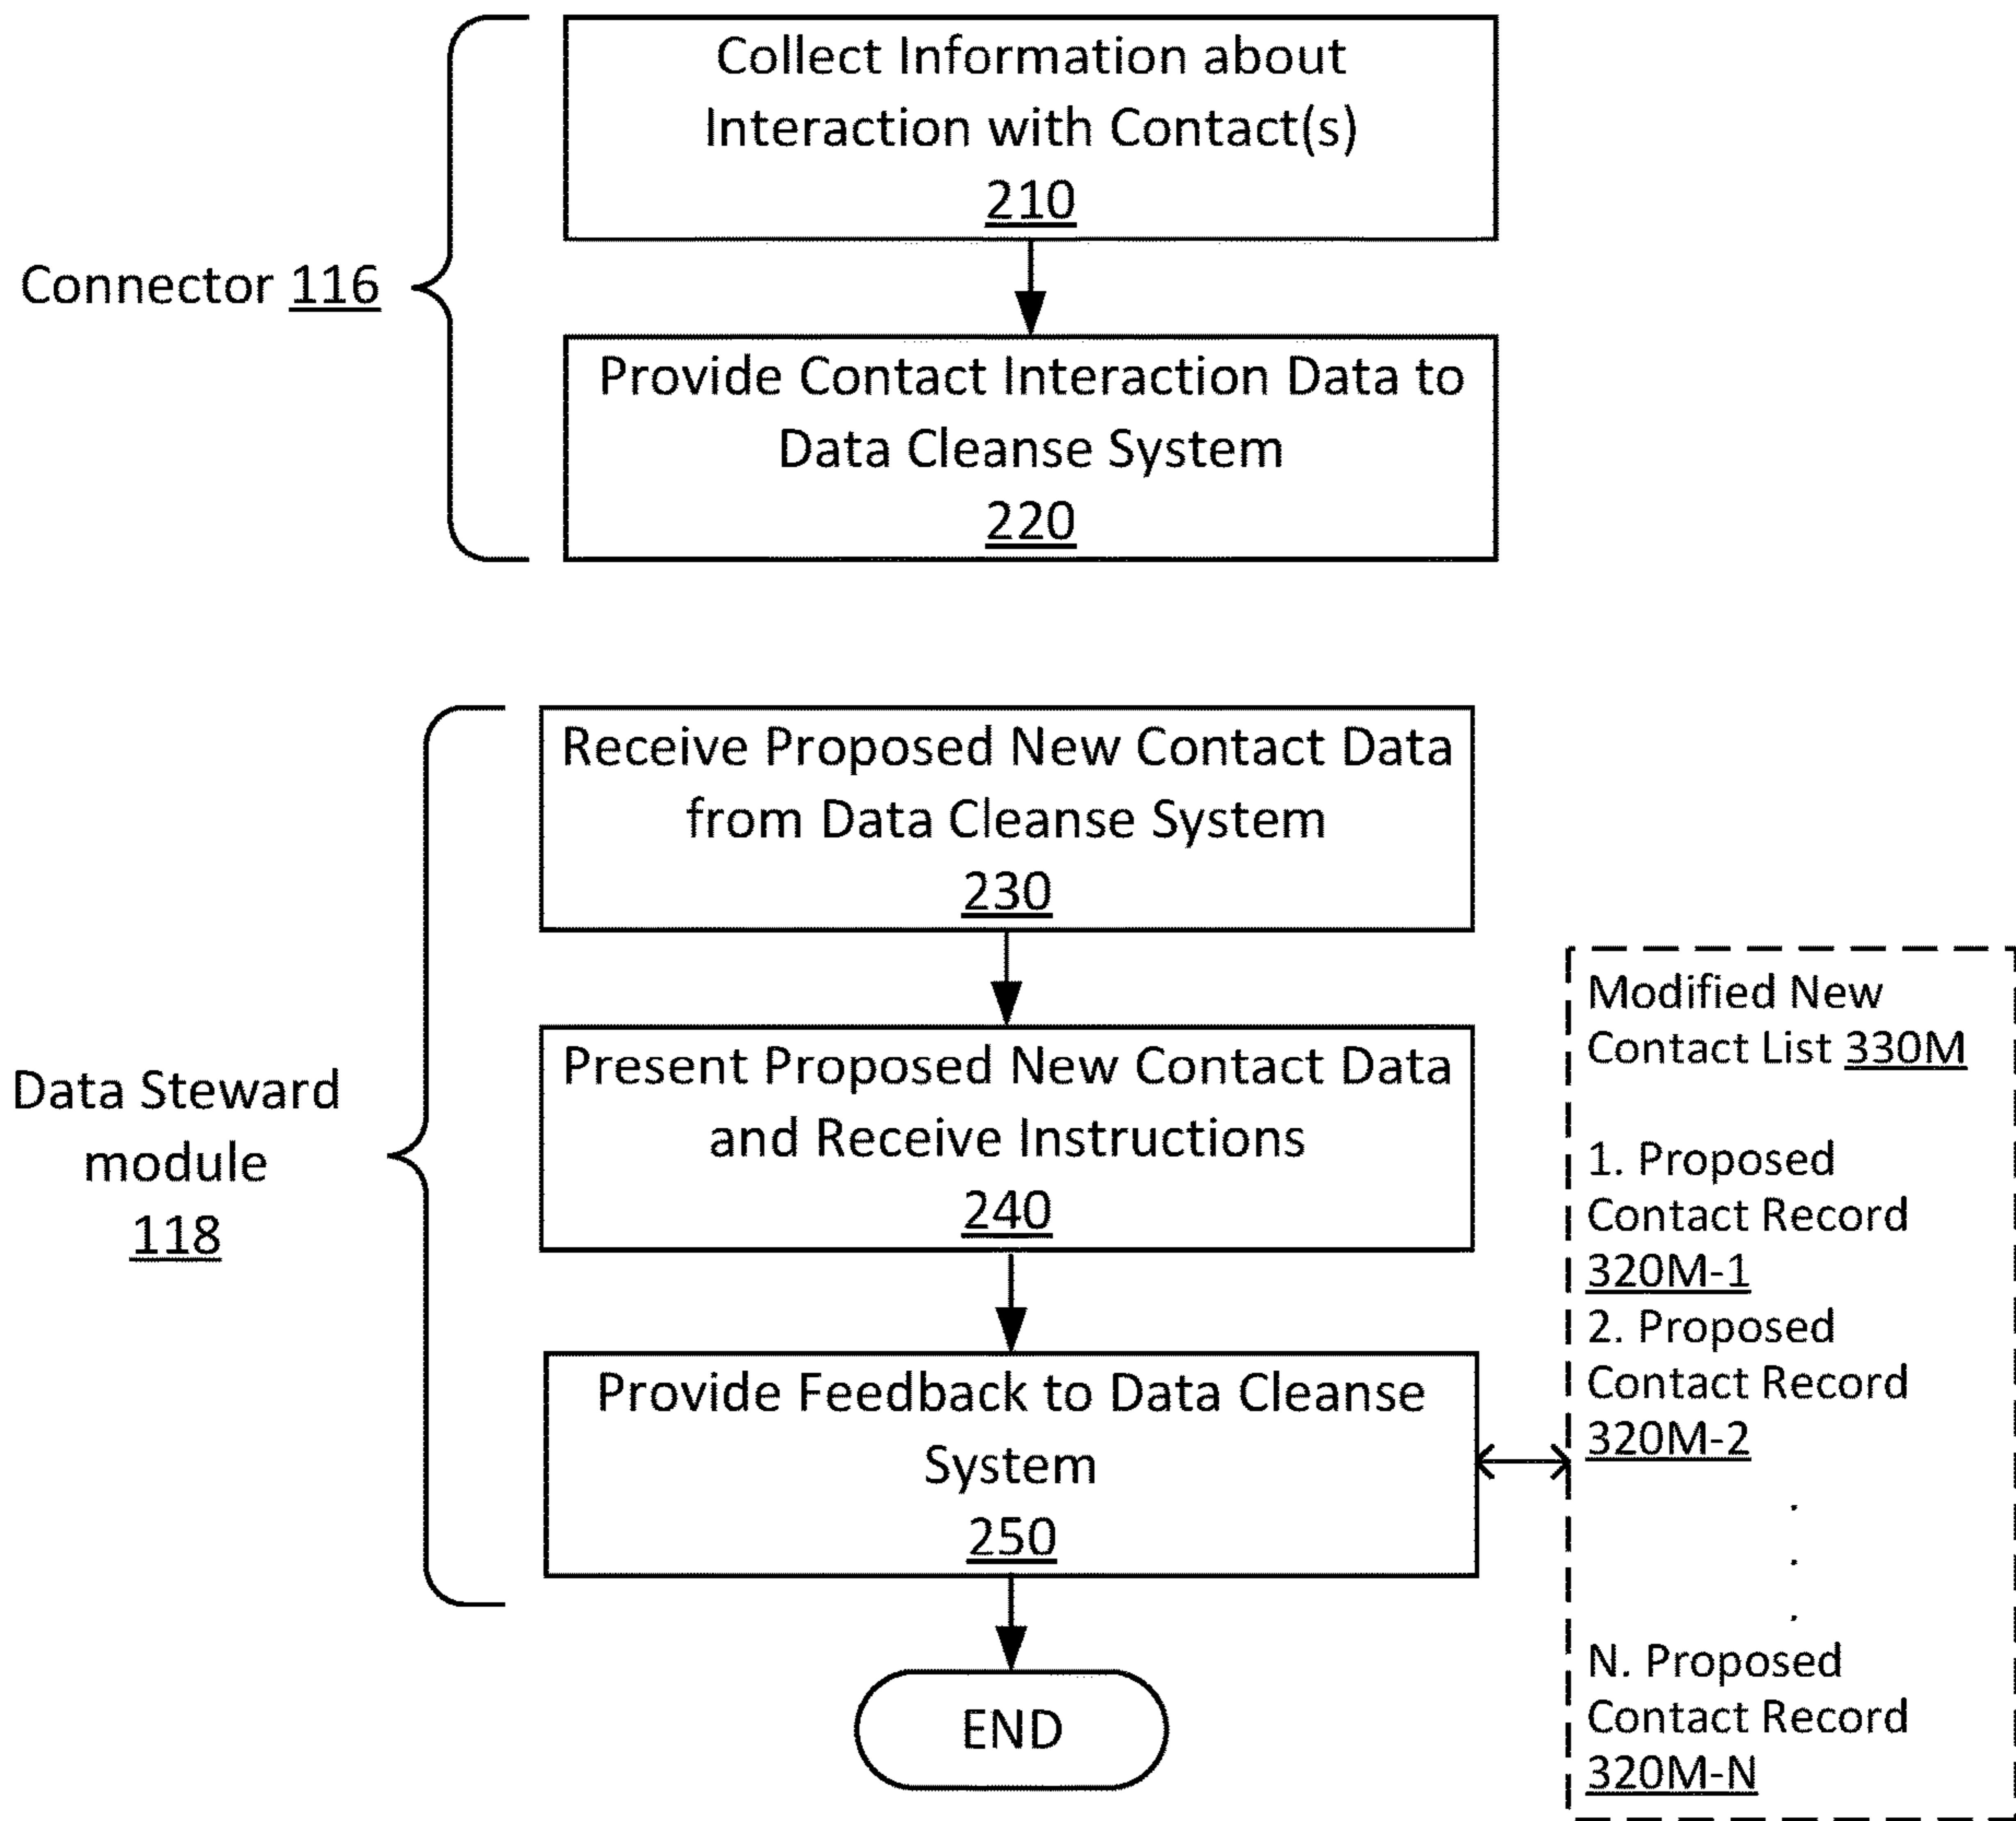 Collect Information about
Interaction with Contact(s)
210
Connector 116
Provide Contact Interaction Data to
Data Cleanse System
220
Receive Proposed New Contact Data
from Data Cleanse System
230
Data Steward
module
118
Present Proposed New Contact Data
and Receive Instructions
240
Provide Feedback to Data Cleanse
System
250
END
Modified New
Contact List 330M
1. Proposed
Contact Record
320M-1
2. Proposed
Contact Record
320M-2
.
.
.
N. Proposed
Contact Record
320M-N